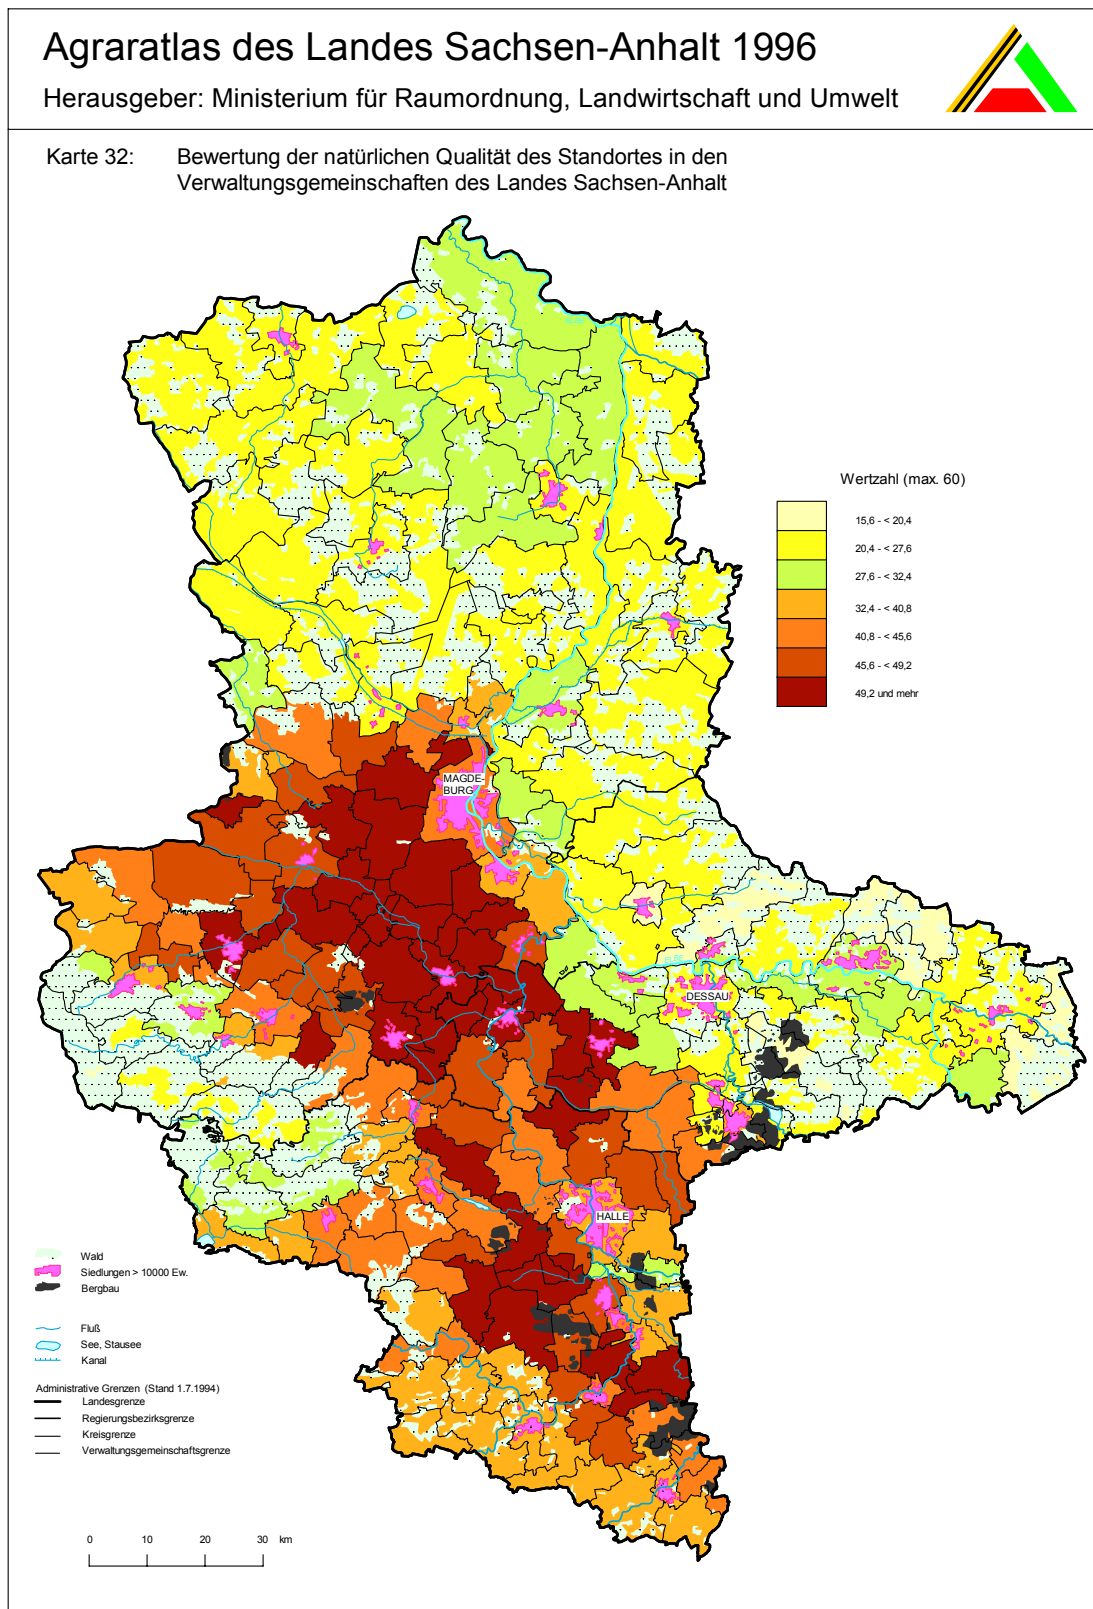 Agraratlas des Landes Sachsen-Anhalt 1996
Herausgeber: Ministerium für Raumordnung, Landwirtschaft und Umwelt
Karte 32: Bewertung der natürlichen Qualität des Standortes in den
Verwaltungsgemeinschaften des Landes Sachsen-Anhalt
Wertzahl (max. 60)
15,6 - < 20,4
20,4 - < 27,6
27,6 - < 32,4
32,4 - < 40,8
40,8 - < 45,6
45,6 - < 49,2
49,2 und mehr
MAGDE-
BURG
DESSAU
HALLE
Wald
Siedlungen > 10000 Ew.
Bergbau
Fluß
See, Stausee
Kanal
Administrative Grenzen (Stand 1.7.1994)
Landesgrenze
Regierungsbezirksgrenze
Kreisgrenze
Verwaltungsgemeinschaftsgrenze
0 10 20 30 km